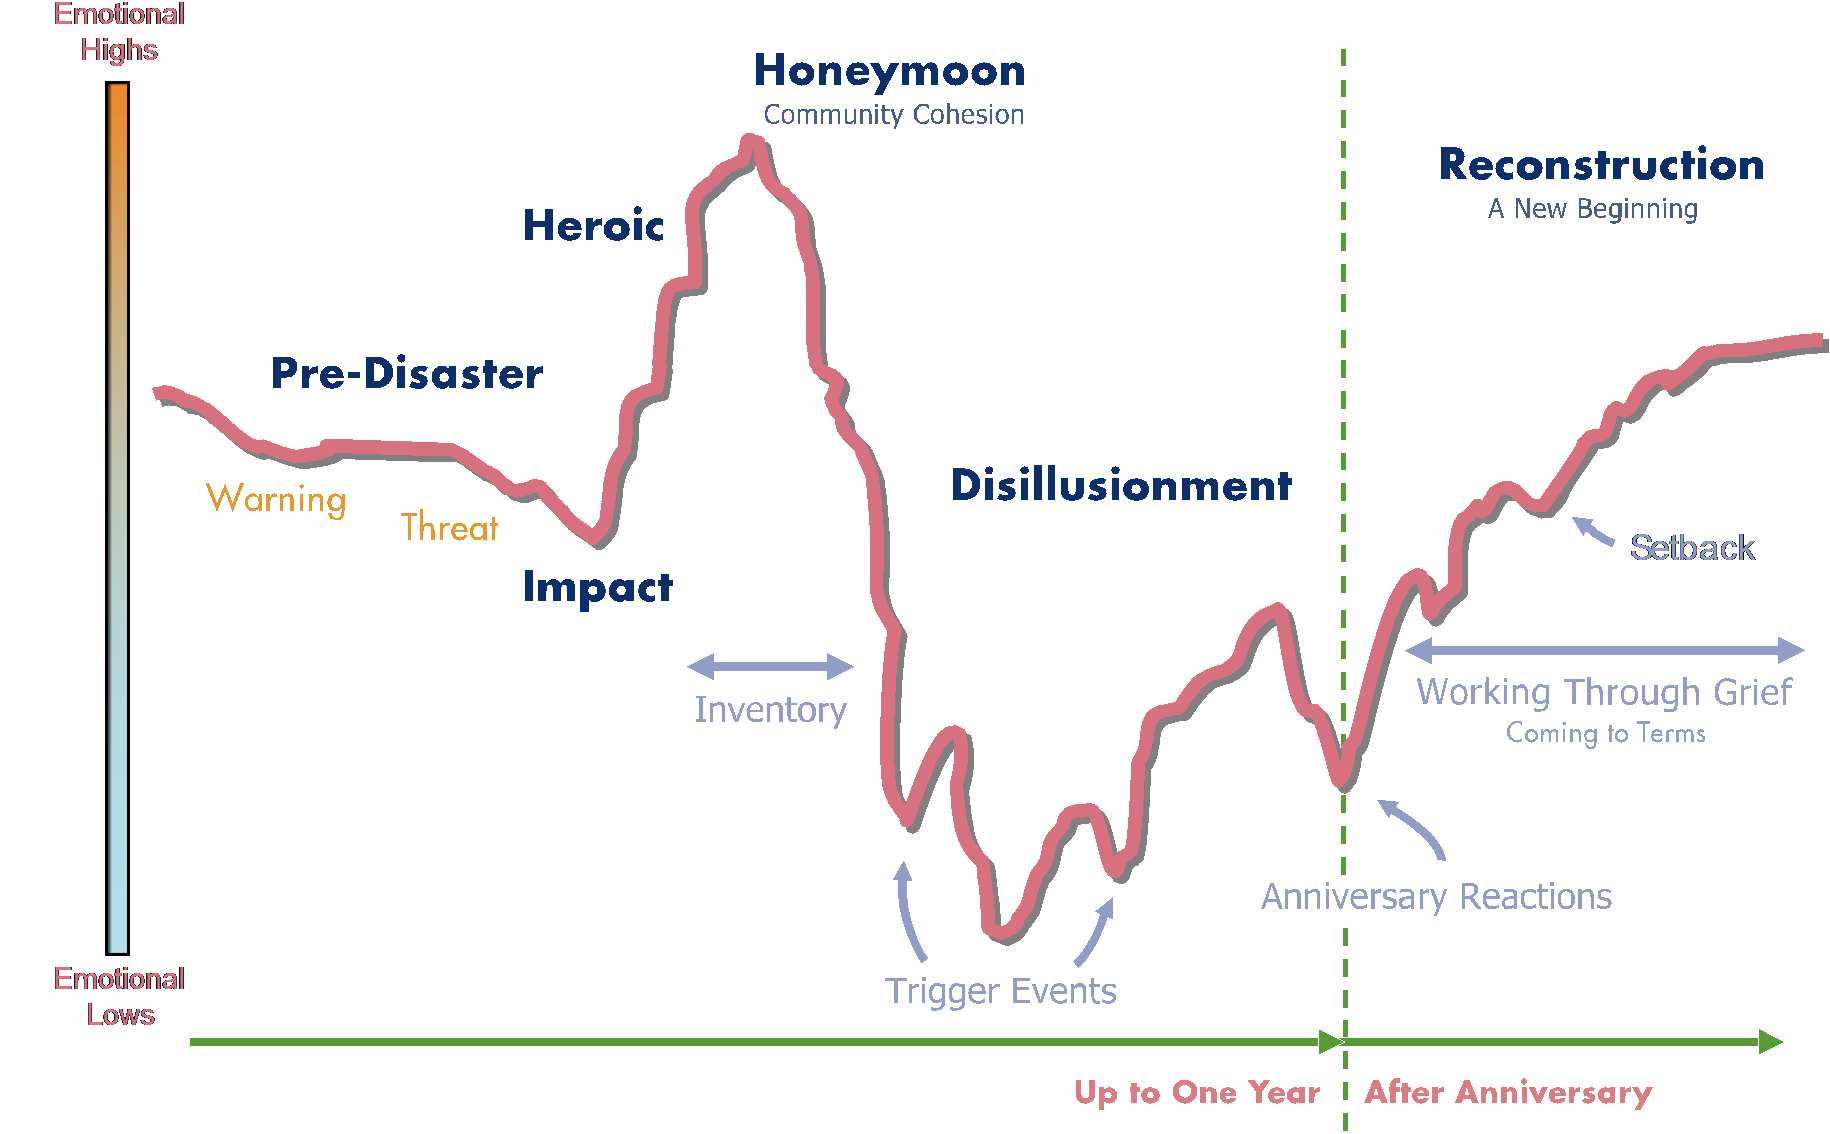 Emotional
Highs
Honeymoon
Community Cohesion
Reconstruction
A New Beginning
Heroic
Pre-Disaster
Warning
Threat
Disillusionment
Setback
Impact
Inventory
Working Through Grief
Coming to Terms
Anniversary Reactions
Trigger Events
Emotional
Lows
Up to One Year
After Anniversary